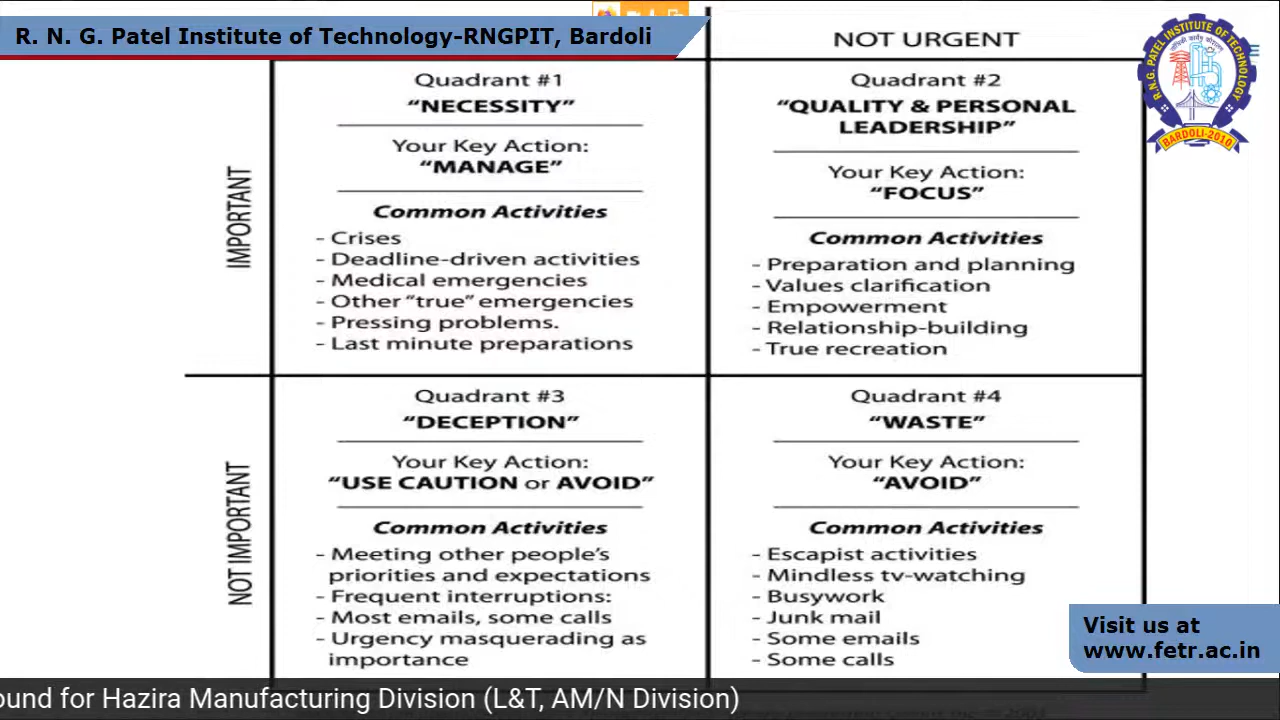 R. N. G. Patel Institute of Technology-RNGPIT, Bardoli
NOT URGENT
R. N. G. PATEL INSTITUTE OF TECHNOLOGY
BARDOLI-2010
IMPORTANT
Quadrant #1
“NECESSITY”
Your Key Action:
“MANAGE”
Common Activities
- Crises
- Deadline-driven activities
- Medical emergencies
- Other “true” emergencies
- Pressing problems.
- Last minute preparations
Quadrant #2
“QUALITY & PERSONAL
LEADERSHIP”
Your Key Action:
“FOCUS”
Common Activities
- Preparation and planning
- Values clarification
- Empowerment
- Relationship-building
- True recreation
NOT IMPORTANT
Quadrant #3
“DECEPTION”
Your Key Action:
“USE CAUTION or AVOID”
Common Activities
- Meeting other people’s
priorities and expectations
- Frequent interruptions:
- Most emails, some calls
- Urgency masquerading as
importance
Quadrant #4
“WASTE”
Your Key Action:
“AVOID”
Common Activities
- Escapist activities
- Mindless tv-watching
- Busywork
- Junk mail
- Some emails
- Some calls
Visit us at
www.fetr.ac.in
ound for Hazira Manufacturing Division (L&T, AM/N Division)